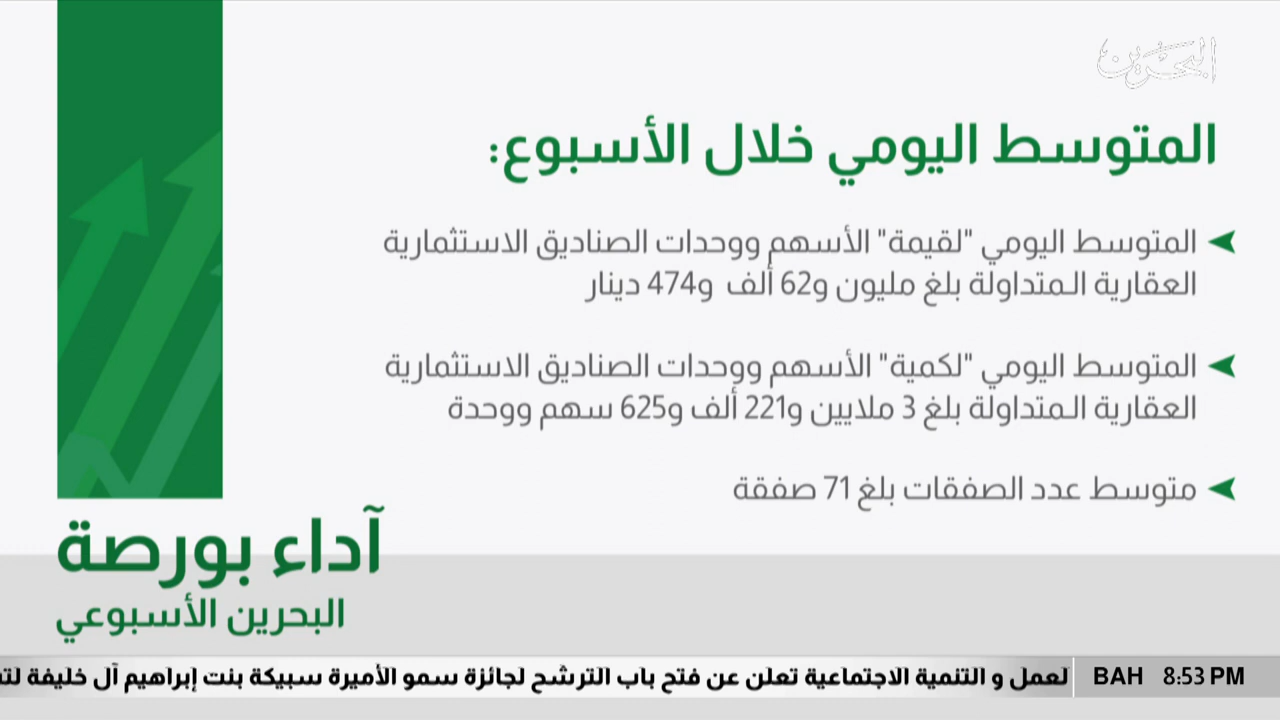 البحرين
المتوسط اليومي خلال الأسبوع:
المتوسط اليومي "لقيمة" الأسهم ووحدات الصناديق الاستثمارية
العقارية المتداولة بلغ مليون و62 ألف و474 دينار
المتوسط اليومي "لكمية" الأسهم ووحدات الصناديق الاستثمارية
العقارية المتداولة بلغ 3 ملايين و221 ألف و625 سهم ووحدة
متوسط عدد الصفقات بلغ 71 صفقة
آداء بورصة
البحرين الأسبوعي
لعمل و التنمية الاجتماعية تعلن عن فتح باب الترشح لجائزة سمو الأميرة سبيكة بنت إبراهيم آل خليفة
BAH 8:53 PM